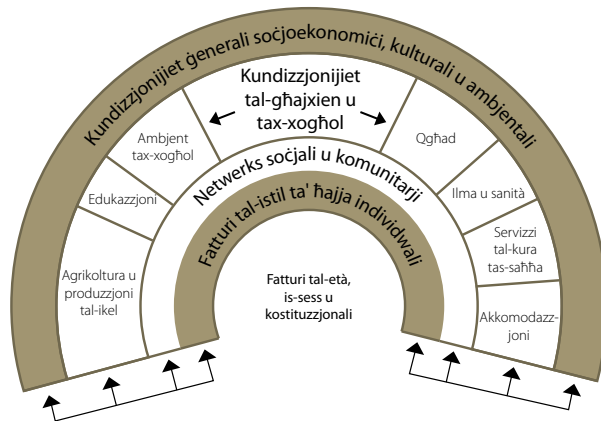 Kundizzjonijiet ġenerali soċjoekonomiċi, kulturali u ambjentali
Kundizzjonijiet
tal-għajxien u
tax-xogħol
Ambjent
tax-xogħol
Qgħad
Edukazzjoni
Ilma u sanità
Agrikoltura u
produzzjoni
tal-ikel
Servizzi
tal-kura
tas-saħħa
Akkomodazz-
joni
Netwerks soċjali u komunitarji
Fatturi tal-istil ta' ħajja individwali
Fatturi tal-età,
is-sess u
kostituzzjonali